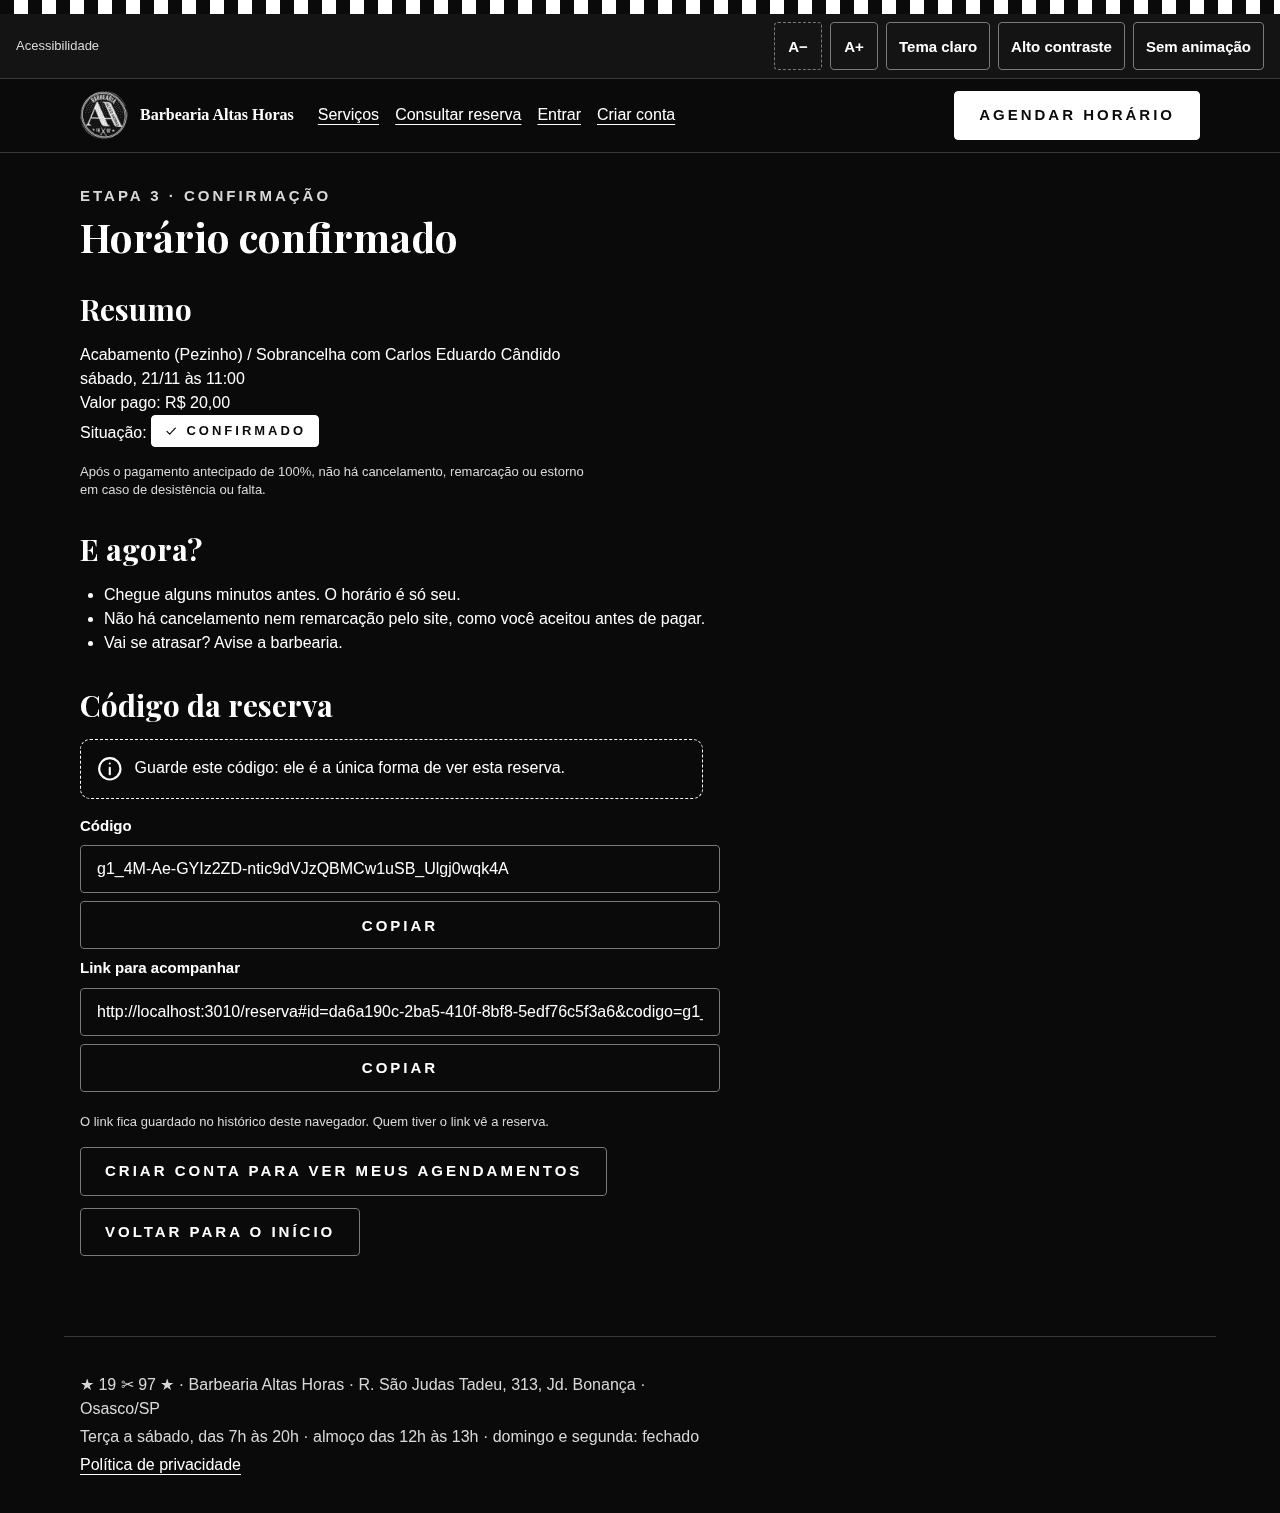 Acessibilidade
A−
A+
Tema claro
Alto contraste
Sem animação
Barbearia Altas Horas
Serviços
Consultar reserva
Entrar
Criar conta
AGENDAR HORÁRIO
ETAPA 3 · CONFIRMAÇÃO
Horário confirmado
Resumo
Acabamento (Pezinho) / Sobrancelha com Carlos Eduardo Cândido
sábado, 21/11 às 11:00
Valor pago: R$ 20,00
Situação: ✓ CONFIRMADO
Após o pagamento antecipado de 100%, não há cancelamento, remarcação ou estorno
em caso de desistência ou falta.
E agora?
• Chegue alguns minutos antes. O horário é só seu.
• Não há cancelamento nem remarcação pelo site, como você aceitou antes de pagar.
• Vai se atrasar? Avise a barbearia.
Código da reserva
Guarde este código: ele é a única forma de ver esta reserva.
Código
g1_4M-Ae-GYIz2ZD-ntic9dVJzQBMCw1uSB_Ulgj0wqk4A
COPIAR
Link para acompanhar
http://localhost:3010/reserva#id=da6a190c-2ba5-410f-8bf8-5edf76c5f3a6&codigo=g1_
COPIAR
O link fica guardado no histórico deste navegador. Quem tiver o link vê a reserva.
CRIAR CONTA PARA VER MEUS AGENDAMENTOS
VOLTAR PARA O INÍCIO
★ 19 ✂ 97 ★ · Barbearia Altas Horas · R. São Judas Tadeu, 313, Jd. Bonança ·
Osasco/SP
Terça a sábado, das 7h às 20h · almoço das 12h às 13h · domingo e segunda: fechado
Política de privacidade